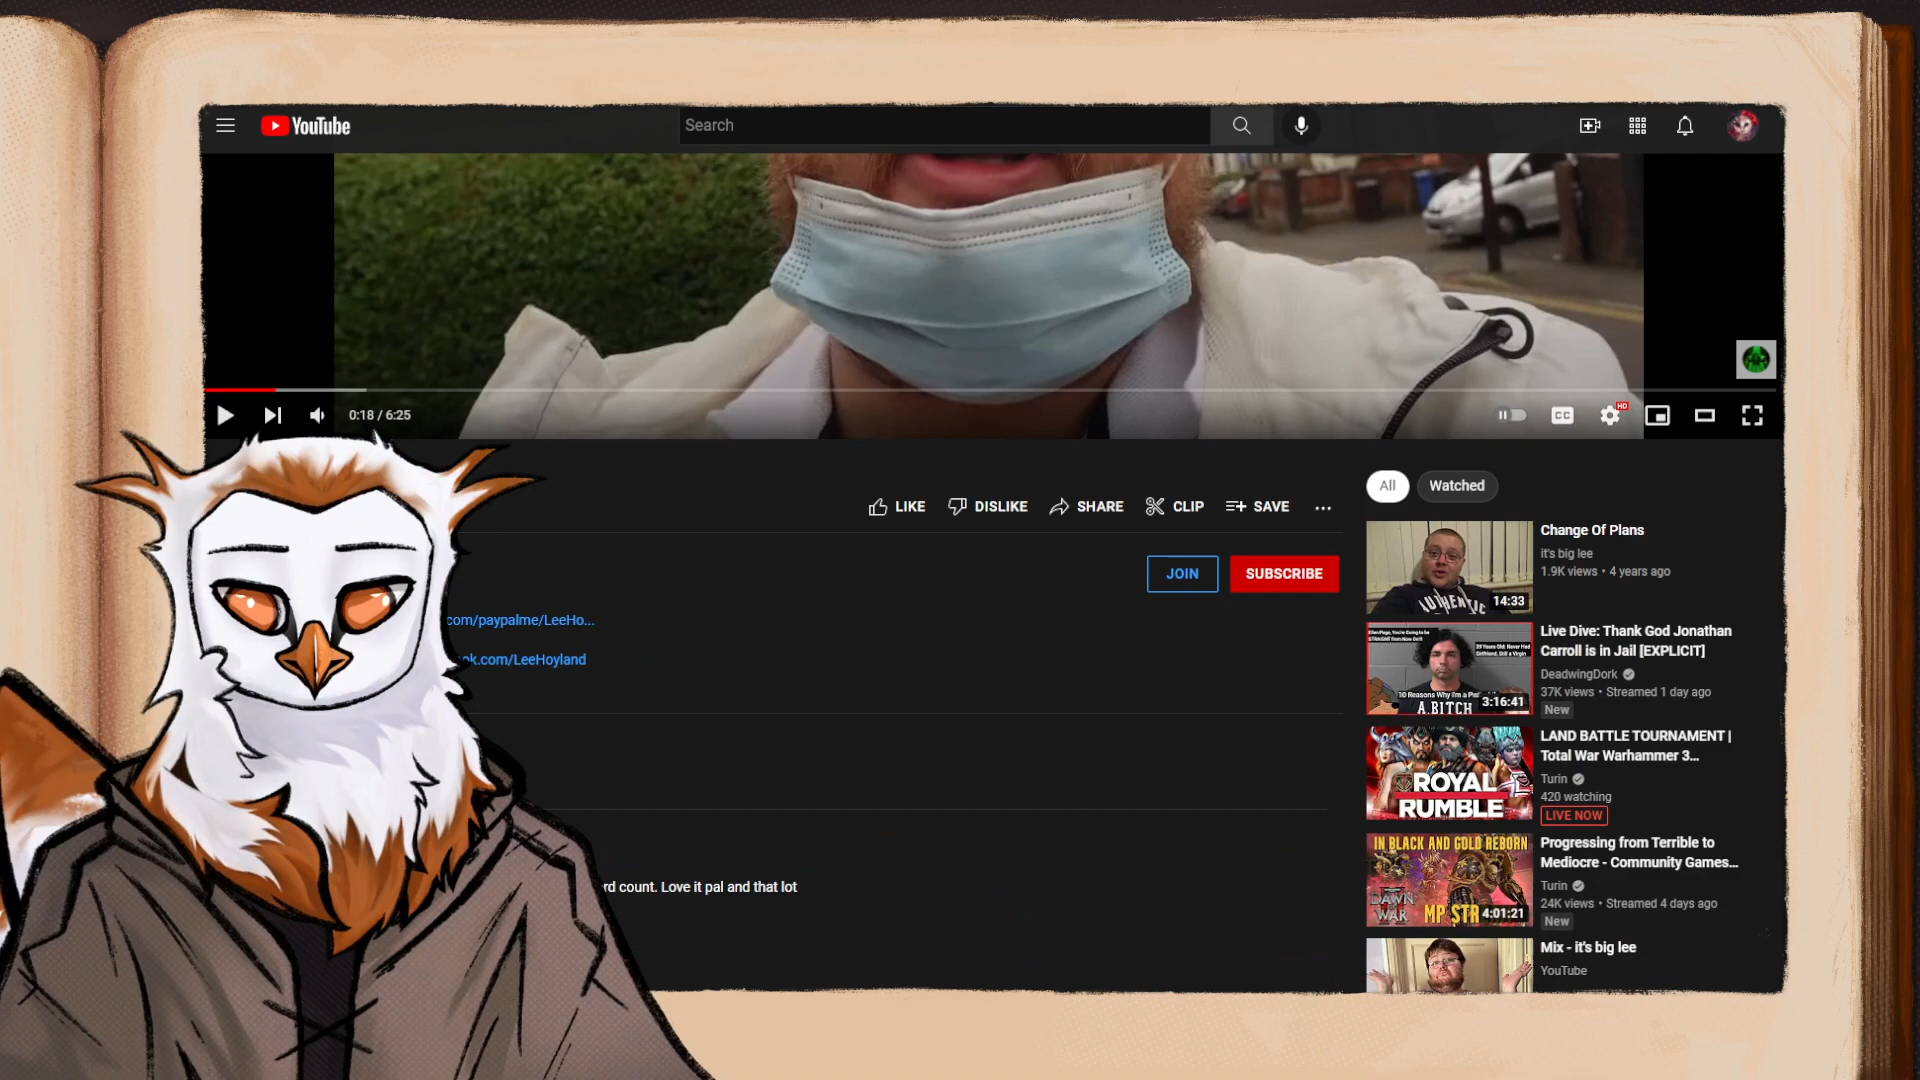 YouTube
Search
0:18 / 6:25
CC
HD
LIKE
DISLIKE
SHARE
CLIP
SAVE
...
JOIN
SUBSCRIBE
com/paypalme/LeeHo...
ok.com/LeeHoyland
rd count. Love it pal and that lot
All
Watched
AUTHENTIC
14:33
Change Of Plans
it's big lee
1.9K views • 4 years ago
A.BITCH
3:16:41
Live Dive: Thank God Jonathan
Carroll is in Jail [EXPLICIT]
DeadwingDork
37K views • Streamed 1 day ago
New
ROYAL
RUMBLE
LAND BATTLE TOURNAMENT |
Total War Warhammer 3...
Turin
420 watching
LIVE NOW
IN BLACK AND GOLD REBORN
DAWN
OF
WAR
MP STR
4:01:21
Progressing from Terrible to
Mediocre - Community Games...
Turin
24K views • Streamed 4 days ago
New
Mix - it's big lee
YouTube